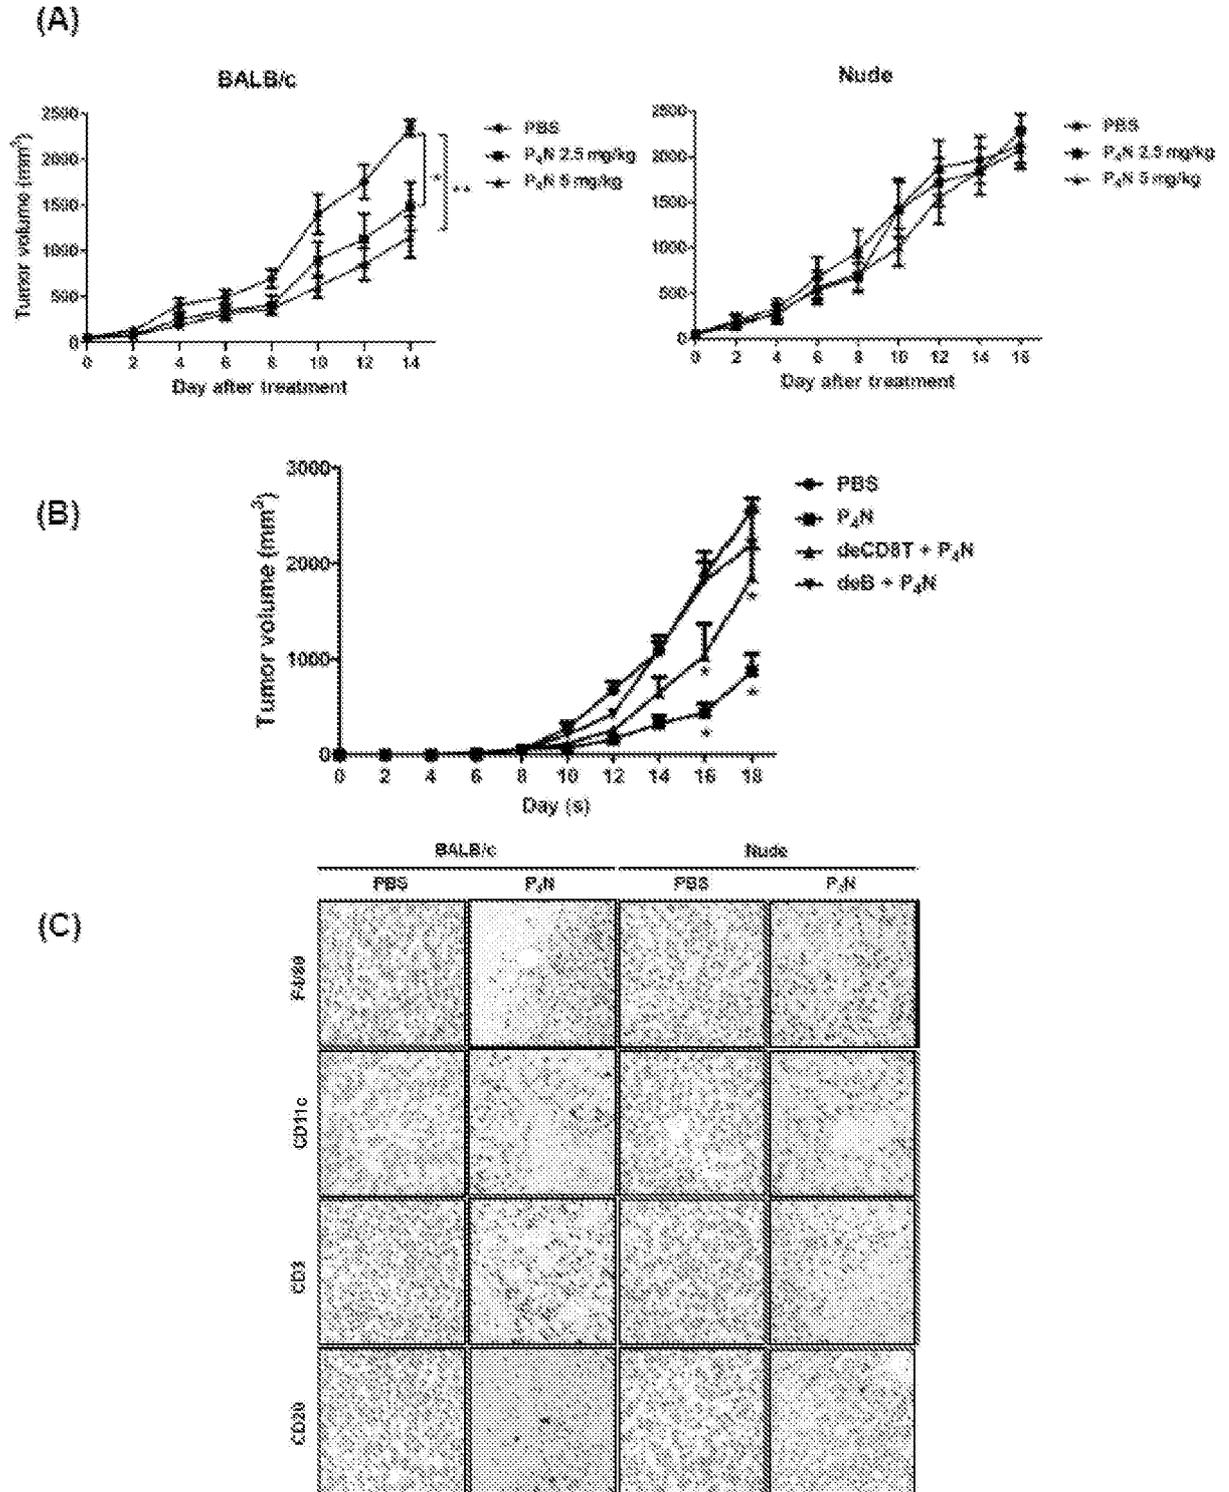 (A)
BALB/c
Tumor volume (mm³)
2500
2000
1500
1000
500
0
0 2 4 6 8 10 12 14
Day after treatment
PBS
P₄N 2.5 mg/kg
P₄N 5 mg/kg
*
**
Nude
2500
2000
1500
1000
500
0
0 2 4 6 8 10 12 14 16
Day after treatment
PBS
P₄N 2.5 mg/kg
P₄N 5 mg/kg
(B)
Tumor volume (mm³)
3000
2000
1000
0
0 2 4 6 8 10 12 14 16 18
Day (s)
PBS
P₄N
deCD8T + P₄N
deB + P₄N
*
*
*
*
(C)
BALB/c Nude
PBS P₄N PBS P₄N
F4/80
CD11c
CD3
CD20